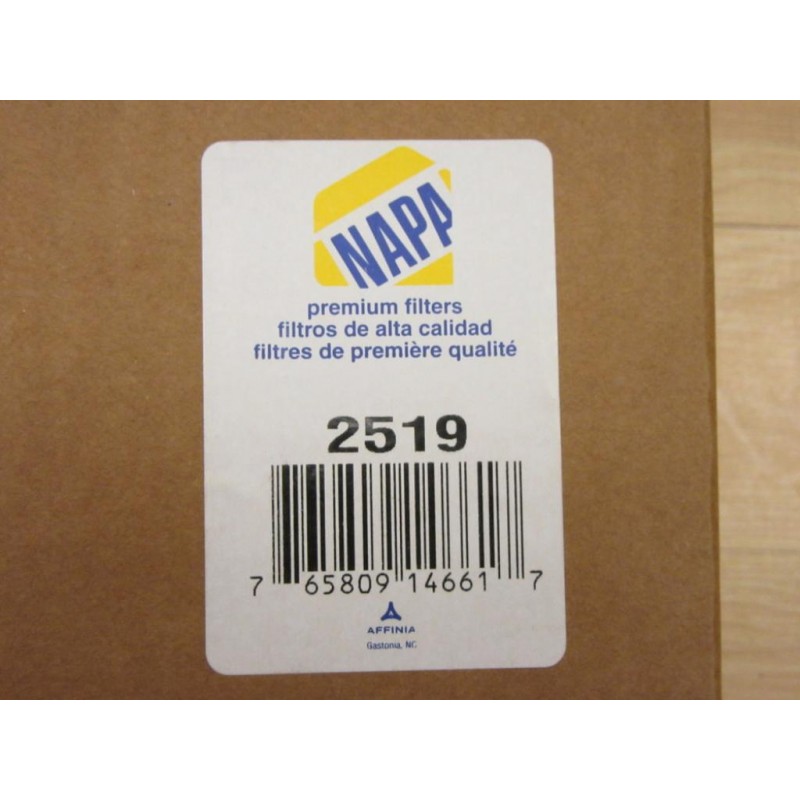 NAPA
premium filters
filtros de alta calidad
filtres de première qualité
2519
7 65809 14661 7
AFFINIA
Gastonia, NC